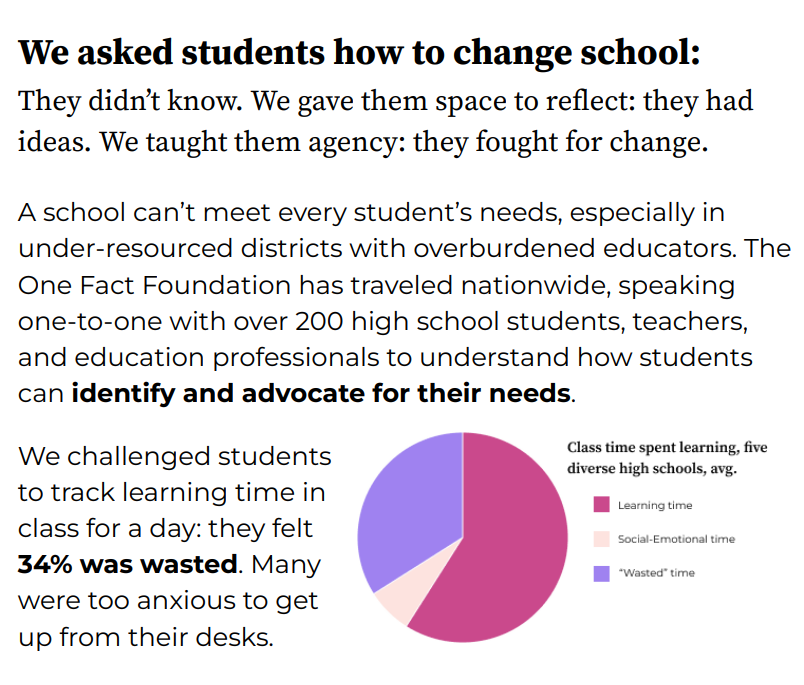 We asked students how to change school:
They didn’t know. We gave them space to reflect: they had
ideas. We taught them agency: they fought for change.
A school can’t meet every student’s needs, especially in
under-resourced districts with overburdened educators. The
One Fact Foundation has traveled nationwide, speaking
one-to-one with over 200 high school students, teachers,
and education professionals to understand how students
can identify and advocate for their needs.
We challenged students
to track learning time in
class for a day: they felt
34% was wasted. Many
were too anxious to get
up from their desks.
Class time spent learning, five
diverse high schools, avg.
Learning time
Social-Emotional time
“Wasted” time